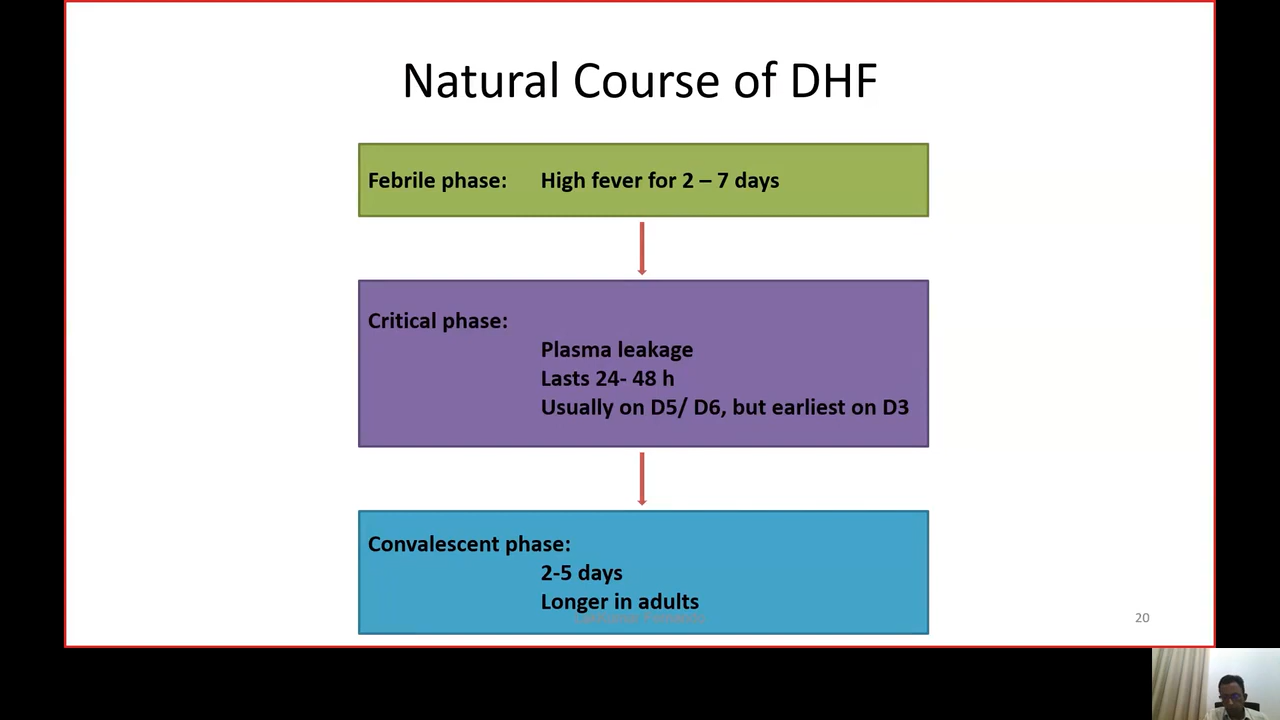 Natural Course of DHF
Febrile phase: High fever for 2 – 7 days
Critical phase:
Plasma leakage
Lasts 24- 48 h
Usually on D5/ D6, but earliest on D3
Convalescent phase:
2-5 days
Longer in adults
20